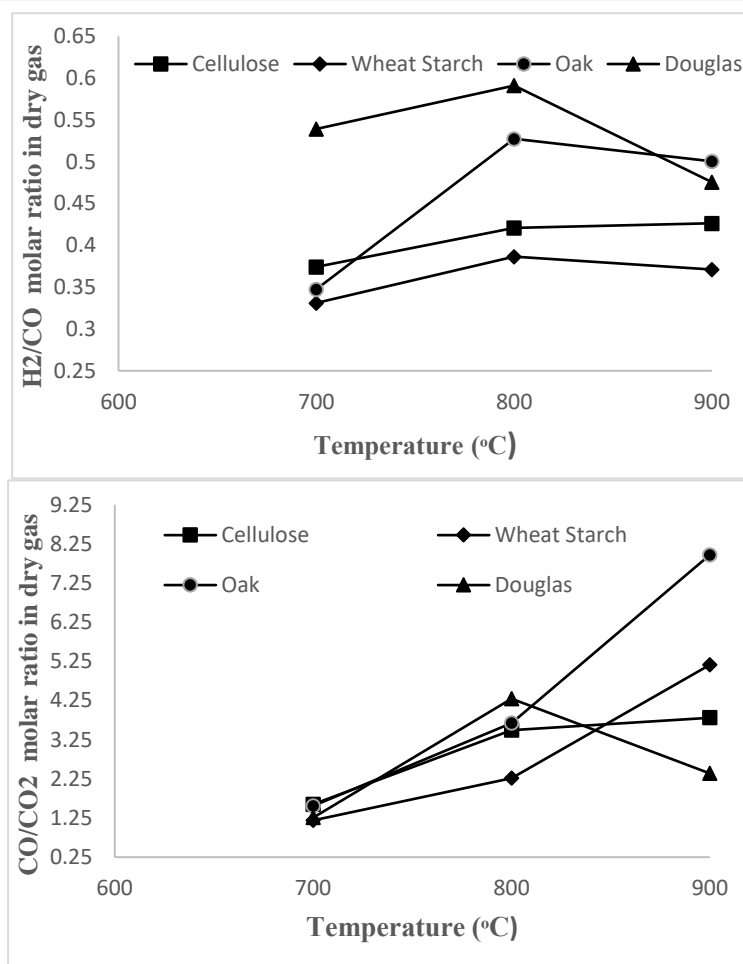 H2/CO molar ratio in dry gas
0.65
0.6
0.55
0.5
0.45
0.4
0.35
0.3
0.25
Cellulose Wheat Starch Oak Douglas
600 700 800 900
Temperature (ᵒC)
CO/CO2 molar ratio in dry gas
9.25
8.25
7.25
6.25
5.25
4.25
3.25
2.25
1.25
0.25
Cellulose Wheat Starch
Oak Douglas
600 700 800 900
Temperature (ᵒC)